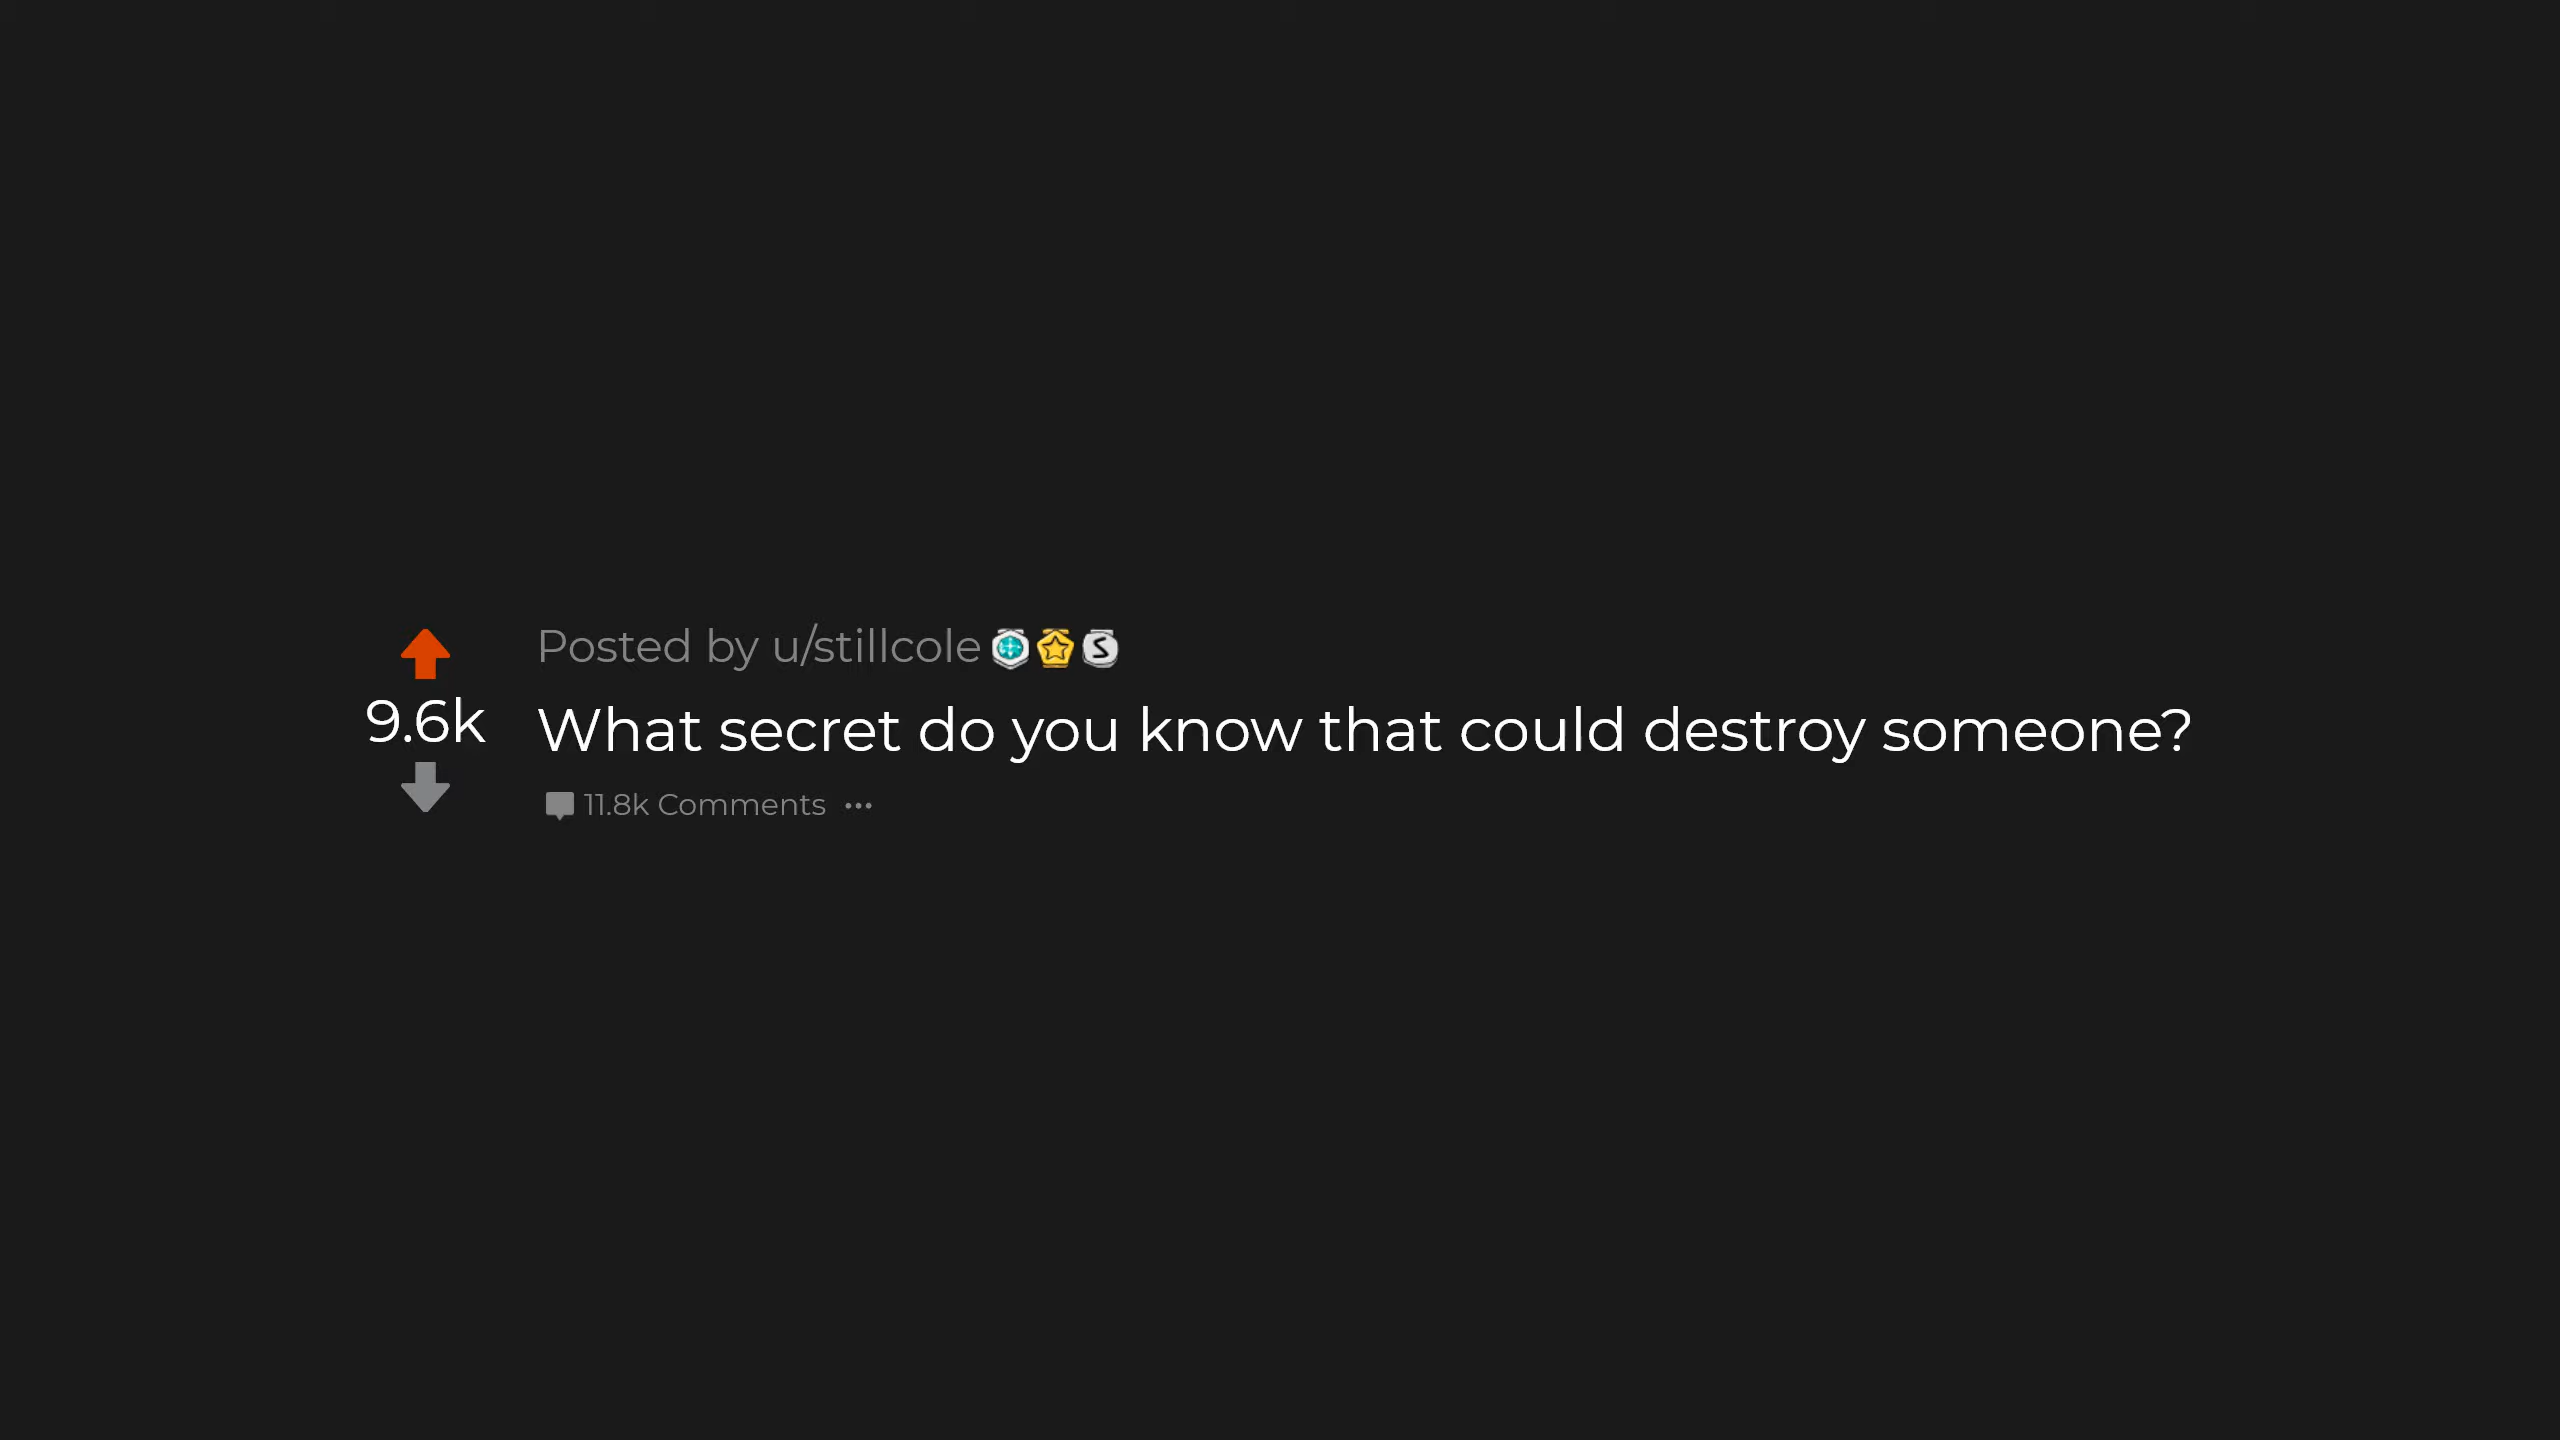 Posted by u/stillcole
9.6k
What secret do you know that could destroy someone?
11.8k Comments ...